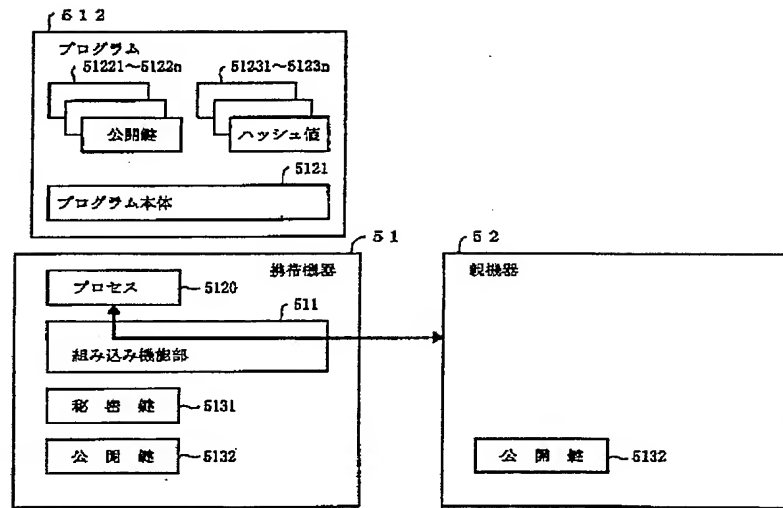 512
プログラム
51221～5122n
51231～5123n
公開鍵
ハッシュ値
5121
プログラム本体
51
52
携帯機器
親機器
プロセス
5120
511
組み込み機能部
秘密鍵
5131
公開鍵
5132
公開鍵
5132